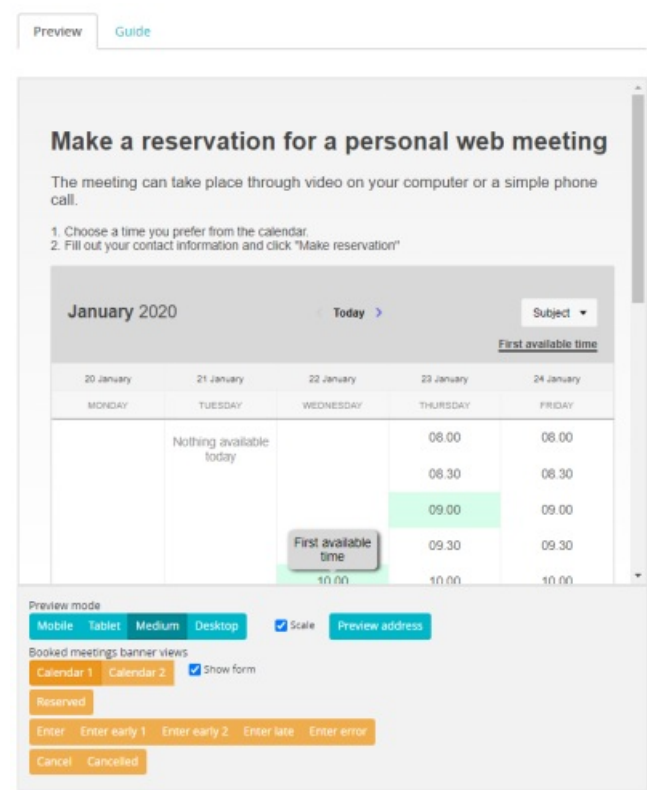 Preview Guide
Make a reservation for a personal web meeting
The meeting can take place through video on your computer or a simple phone
call.
1. Choose a time you prefer from the calendar.
2. Fill out your contact information and click "Make reservation"
January 2020 Today Subject
First available time
20 January 21 January 22 January 23 January 24 January
MONDAY TUESDAY WEDNESDAY THURSDAY FRIDAY
Nothing available 08.00 08.00
today
08.30 08.30
09.00 09.00
First available 09.30 09.30
time
10.00 10.00 10.00
Preview mode
Mobile Tablet Medium Desktop Scale Preview address
Booked meetings banner views
Calendar 1 Calendar 2 Show form
Reserved
Enter Enter early 1 Enter early 2 Enter late Enter error
Cancel Cancelled